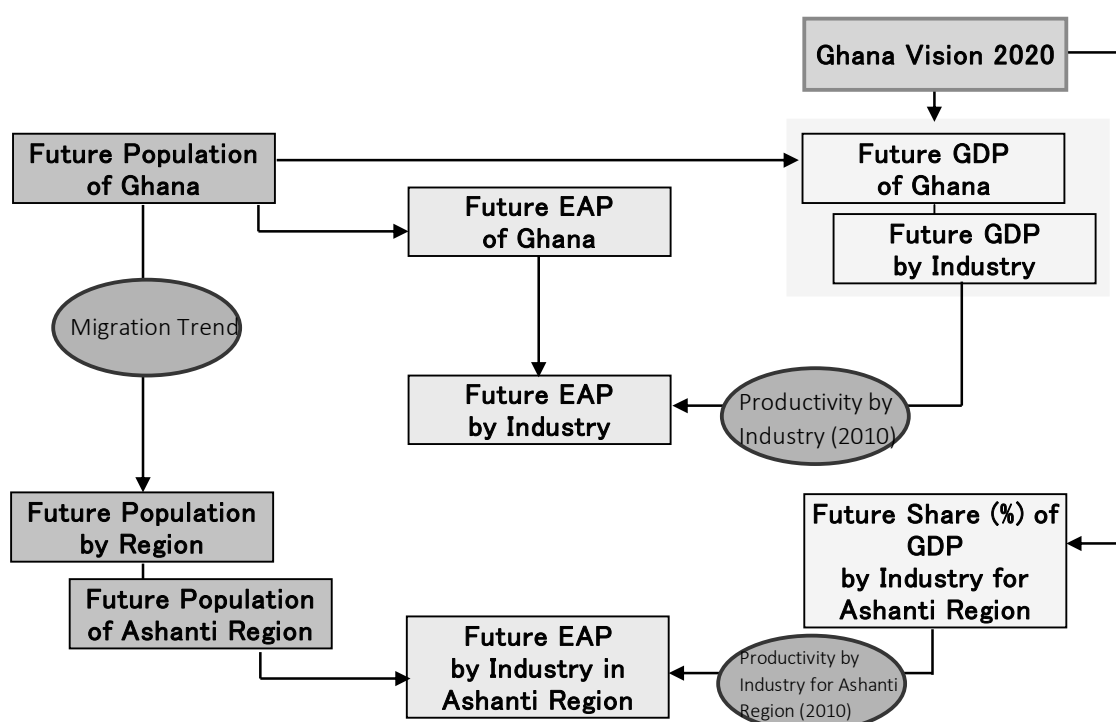 Ghana Vision 2020
Future Population
of Ghana
Future GDP
of Ghana
Future EAP
of Ghana
Future GDP
by Industry
Migration Trend
Future EAP
by Industry
Productivity by
Industry (2010)
Future Population
by Region
Future Share (%) of
GDP
by Industry for
Ashanti Region
Future Population
of Ashanti Region
Future EAP
by Industry in
Ashanti Region
Productivity by
Industry for Ashanti
Region (2010)